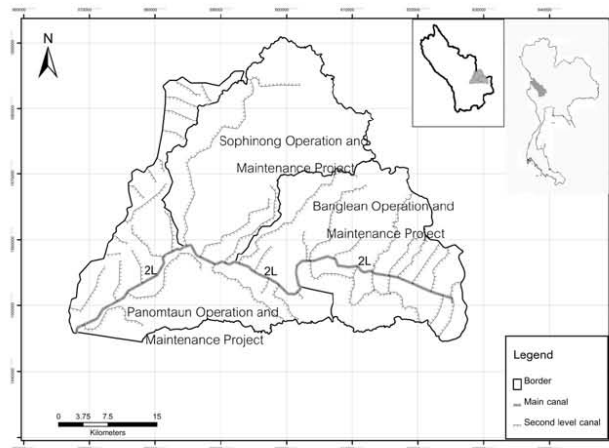 N
Sophinong Operation and
Maintenance Project
Banglean Operation and
Maintenance Project
2L
2L
2L
Panomtaun Operation and
Maintenance Project
0 3.75 7.5 15
Kilometers
Legend
Border
Main canal
Second level canal